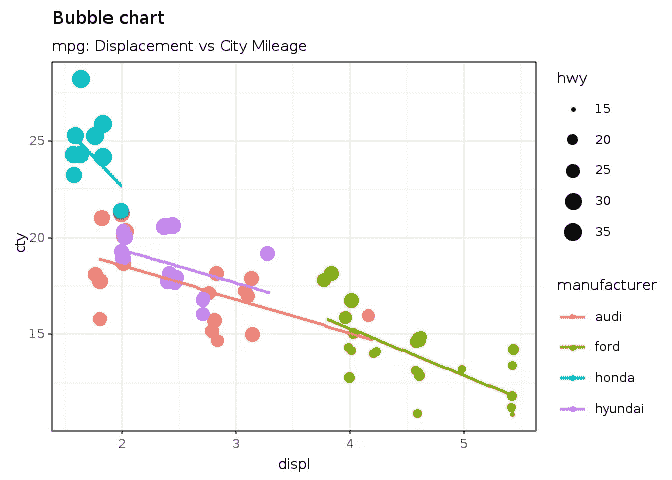 Bubble chart
mpg: Displacement vs City Mileage
cty
25
20
15
2
3
4
5
displ
hwy
15
20
25
30
35
manufacturer
audi
ford
honda
hyundai